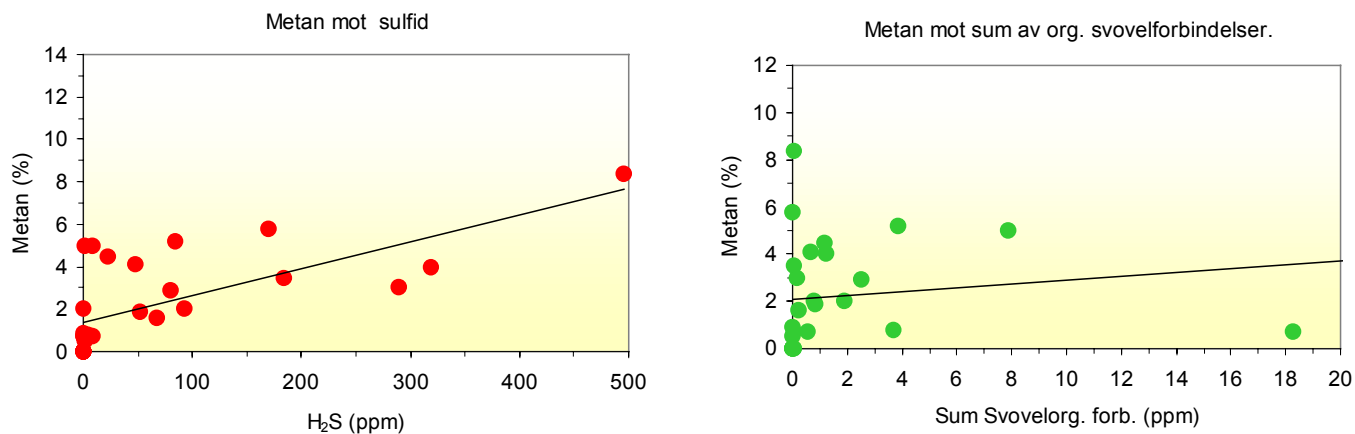 Metan mot sulfid
Metan (%)
14
12
10
8
6
4
2
0
0 100 200 300 400 500
H₂S (ppm)
Metan mot sum av org. svovelforbindelser.
Metan (%)
12
10
8
6
4
2
0
0 2 4 6 8 10 12 14 16 18 20
Sum Svovelorg. forb. (ppm)